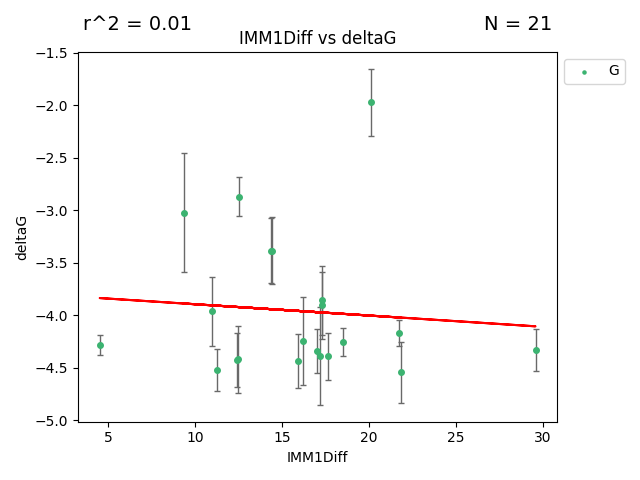 r^2 = 0.01
N = 21
IMM1Diff vs deltaG
G
−1.5
−2.0
−2.5
−3.0
−3.5
−4.0
−4.5
−5.0
deltaG
5 10 15 20 25 30
IMM1Diff